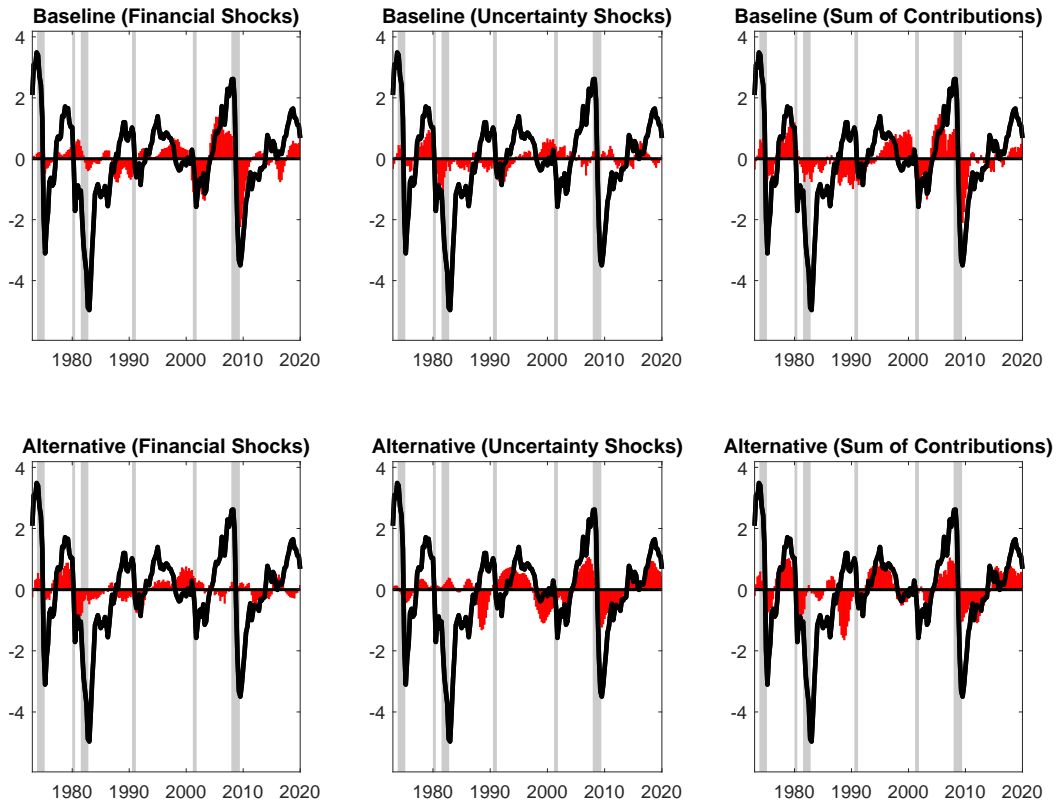 Baseline (Financial Shocks)
Baseline (Uncertainty Shocks)
Baseline (Sum of Contributions)
4
2
0
-2
-4
1980 1990 2000 2010 2020
4
2
0
-2
-4
1980 1990 2000 2010 2020
4
2
0
-2
-4
1980 1990 2000 2010 2020
Alternative (Financial Shocks)
Alternative (Uncertainty Shocks)
Alternative (Sum of Contributions)
4
2
0
-2
-4
1980 1990 2000 2010 2020
4
2
0
-2
-4
1980 1990 2000 2010 2020
4
2
0
-2
-4
1980 1990 2000 2010 2020